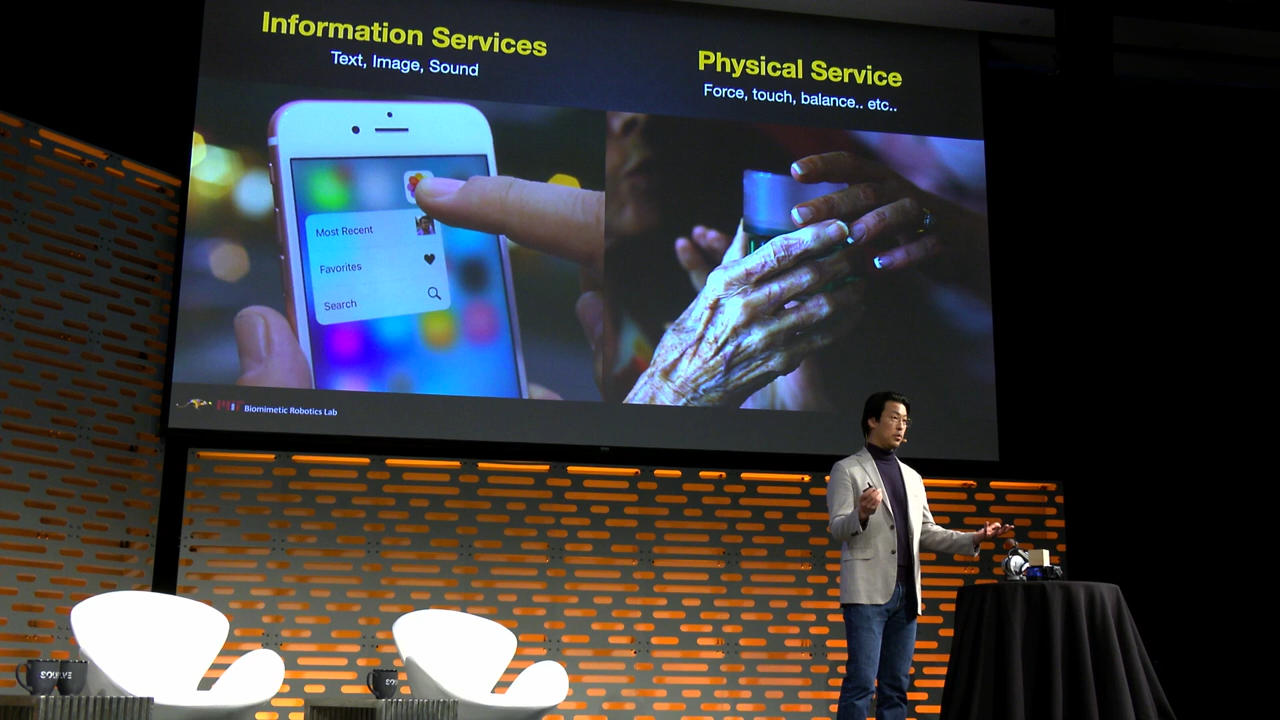 Information Services
Text, Image, Sound
Physical Service
Force, touch, balance.. etc..
Most Recent
Favorites
Search
MIT Biomimetic Robotics Lab
SOLVE